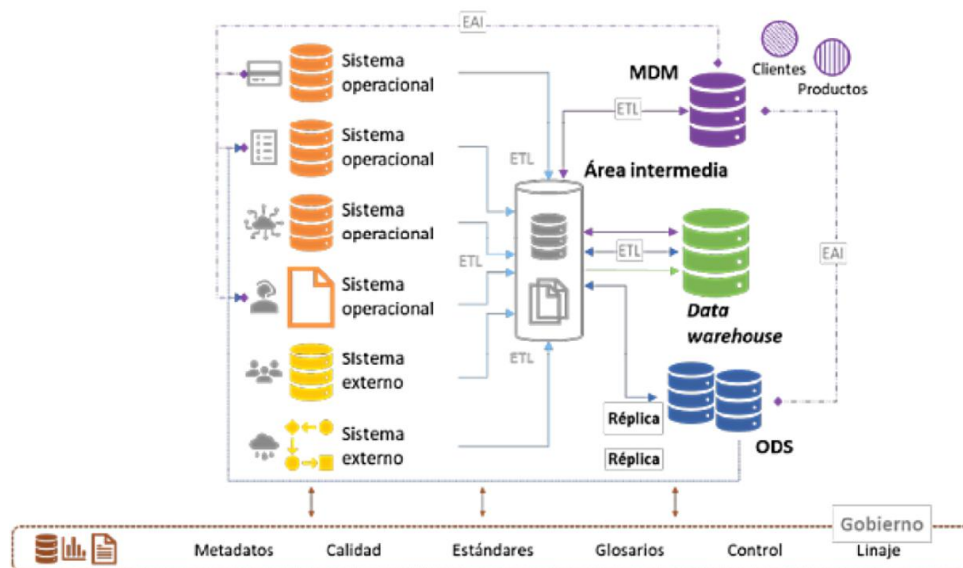 EAI
Sistema
operacional
MDM
Clientes
Productos
ETL
Sistema
operacional
ETL
Área intermedia
Sistema
operacional
ETL
ETL
EAI
Sistema
operacional
Data
warehouse
SIstema
externo
ETL
Réplica
Sistema
externo
Réplica
ODS
Gobierno
Metadatos
Calidad
Estándares
Glosarios
Control
Linaje